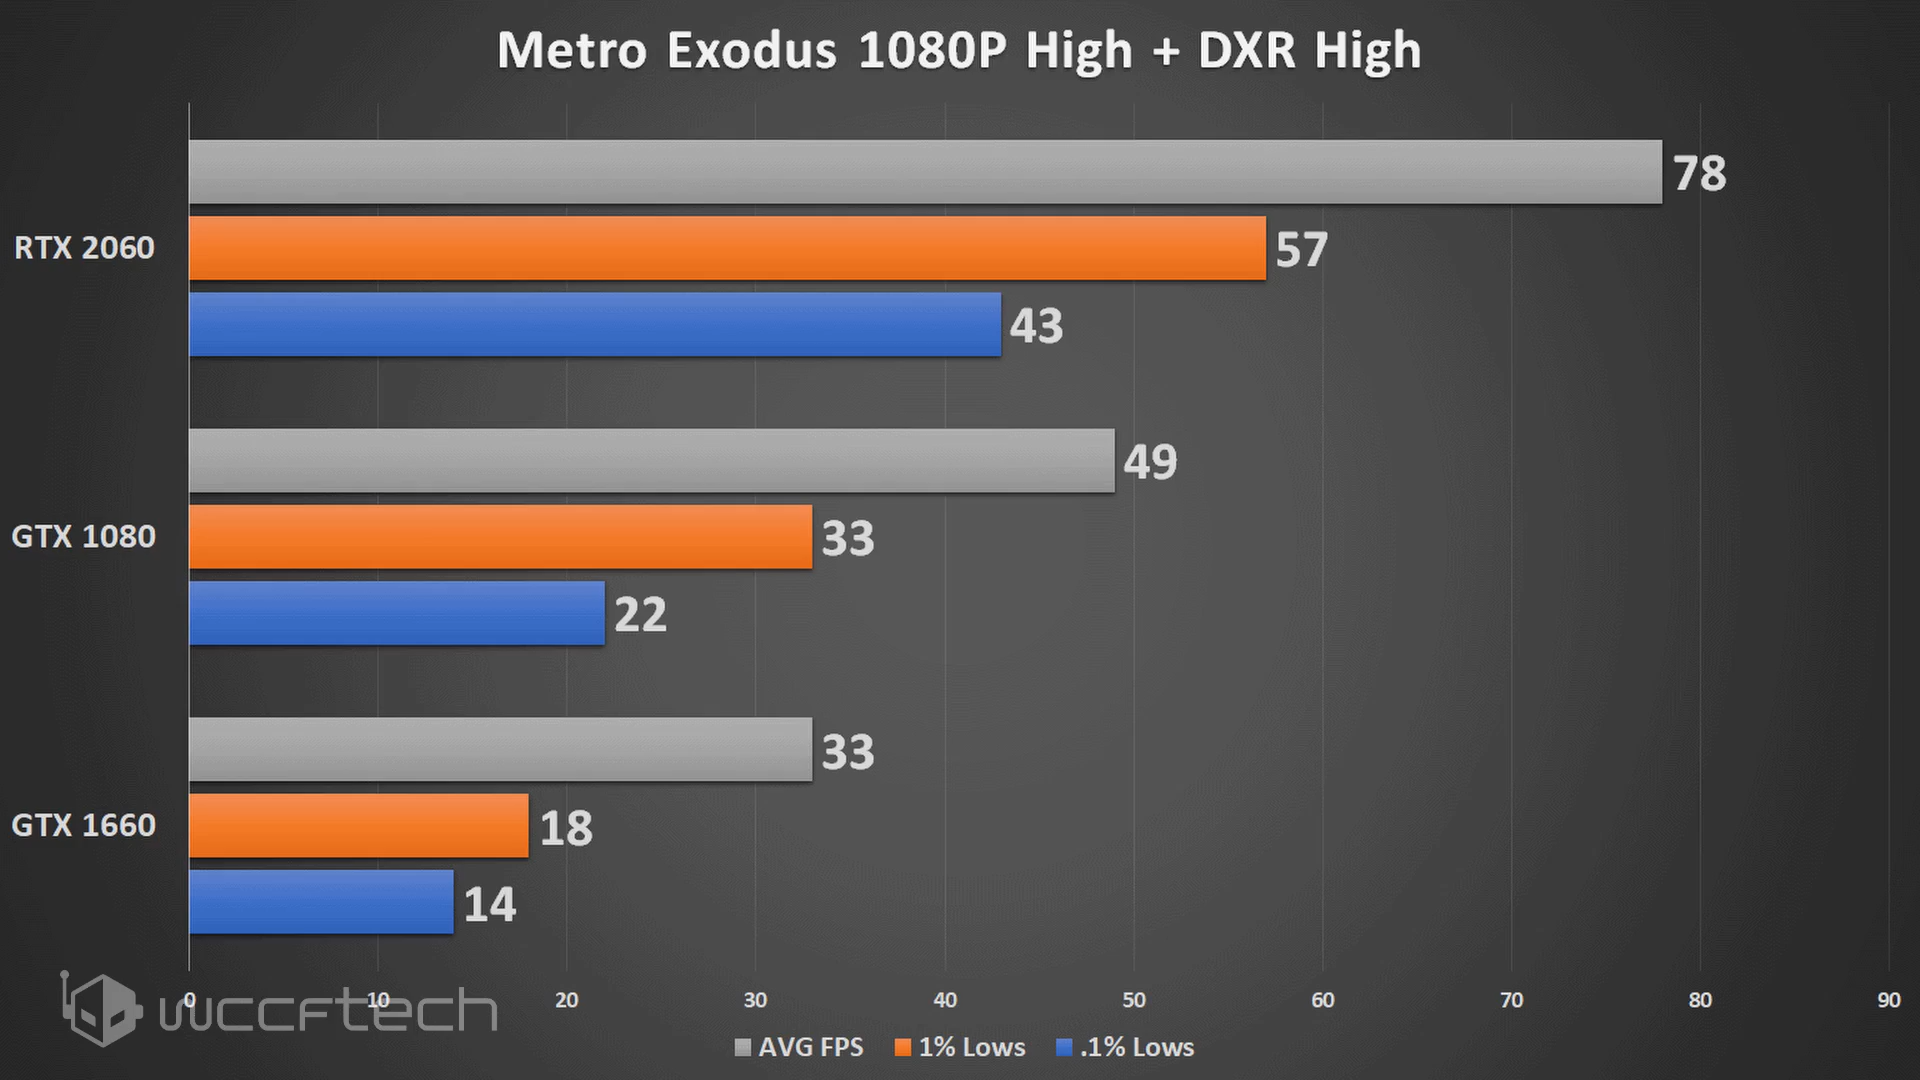 Metro Exodus 1080P High + DXR High
78
RTX 2060
57
43
49
GTX 1080
33
22
33
GTX 1660
18
14
0 10 20 30 40 50 60 70 80 90
wccftech
AVG FPS 1% Lows .1% Lows